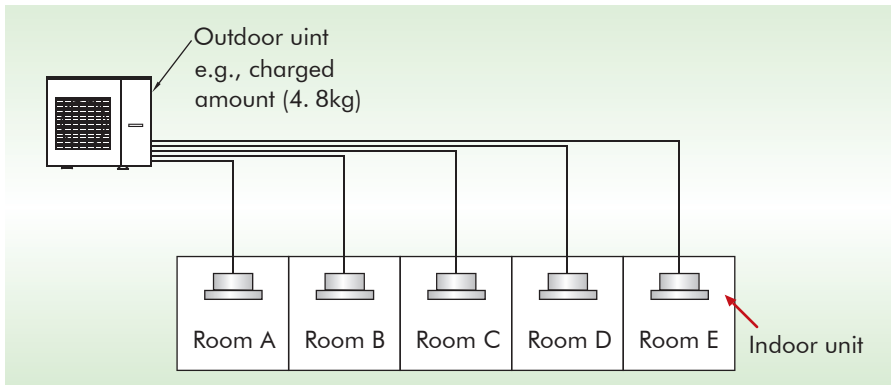 Outdoor uint
e.g., charged
amount (4. 8kg)
Room A
Room B
Room C
Room D
Room E
Indoor unit